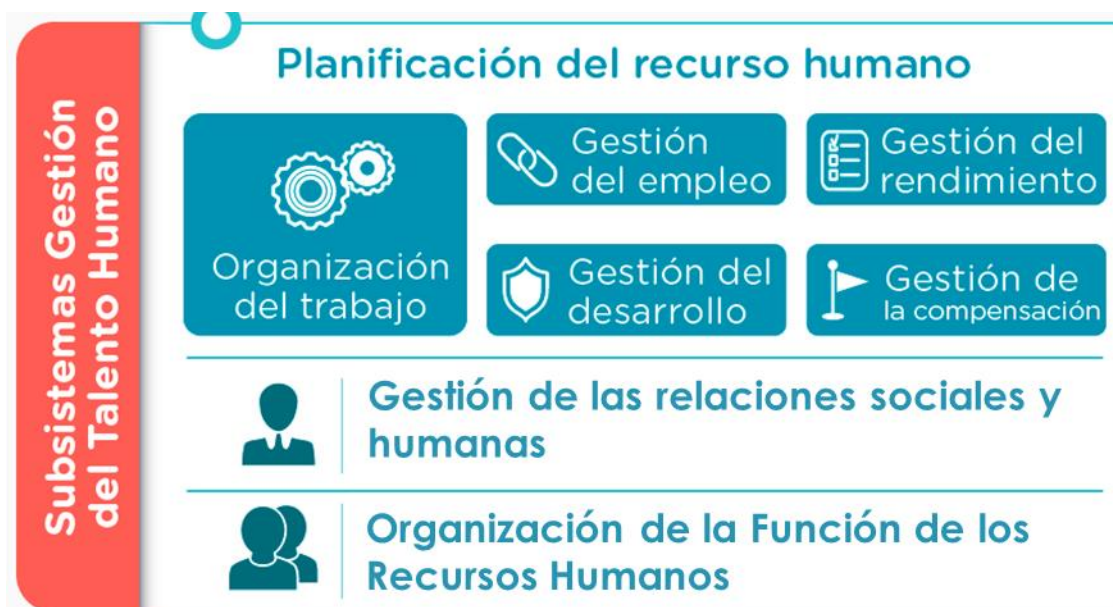 Subsistemas Gestión
del Talento Humano
Planificación del recurso humano
Organización
del trabajo
Gestión
del empleo
Gestión del
rendimiento
Gestión del
desarrollo
Gestión de
la compensación
Gestión de las relaciones sociales y
humanas
Organización de la Función de los
Recursos Humanos